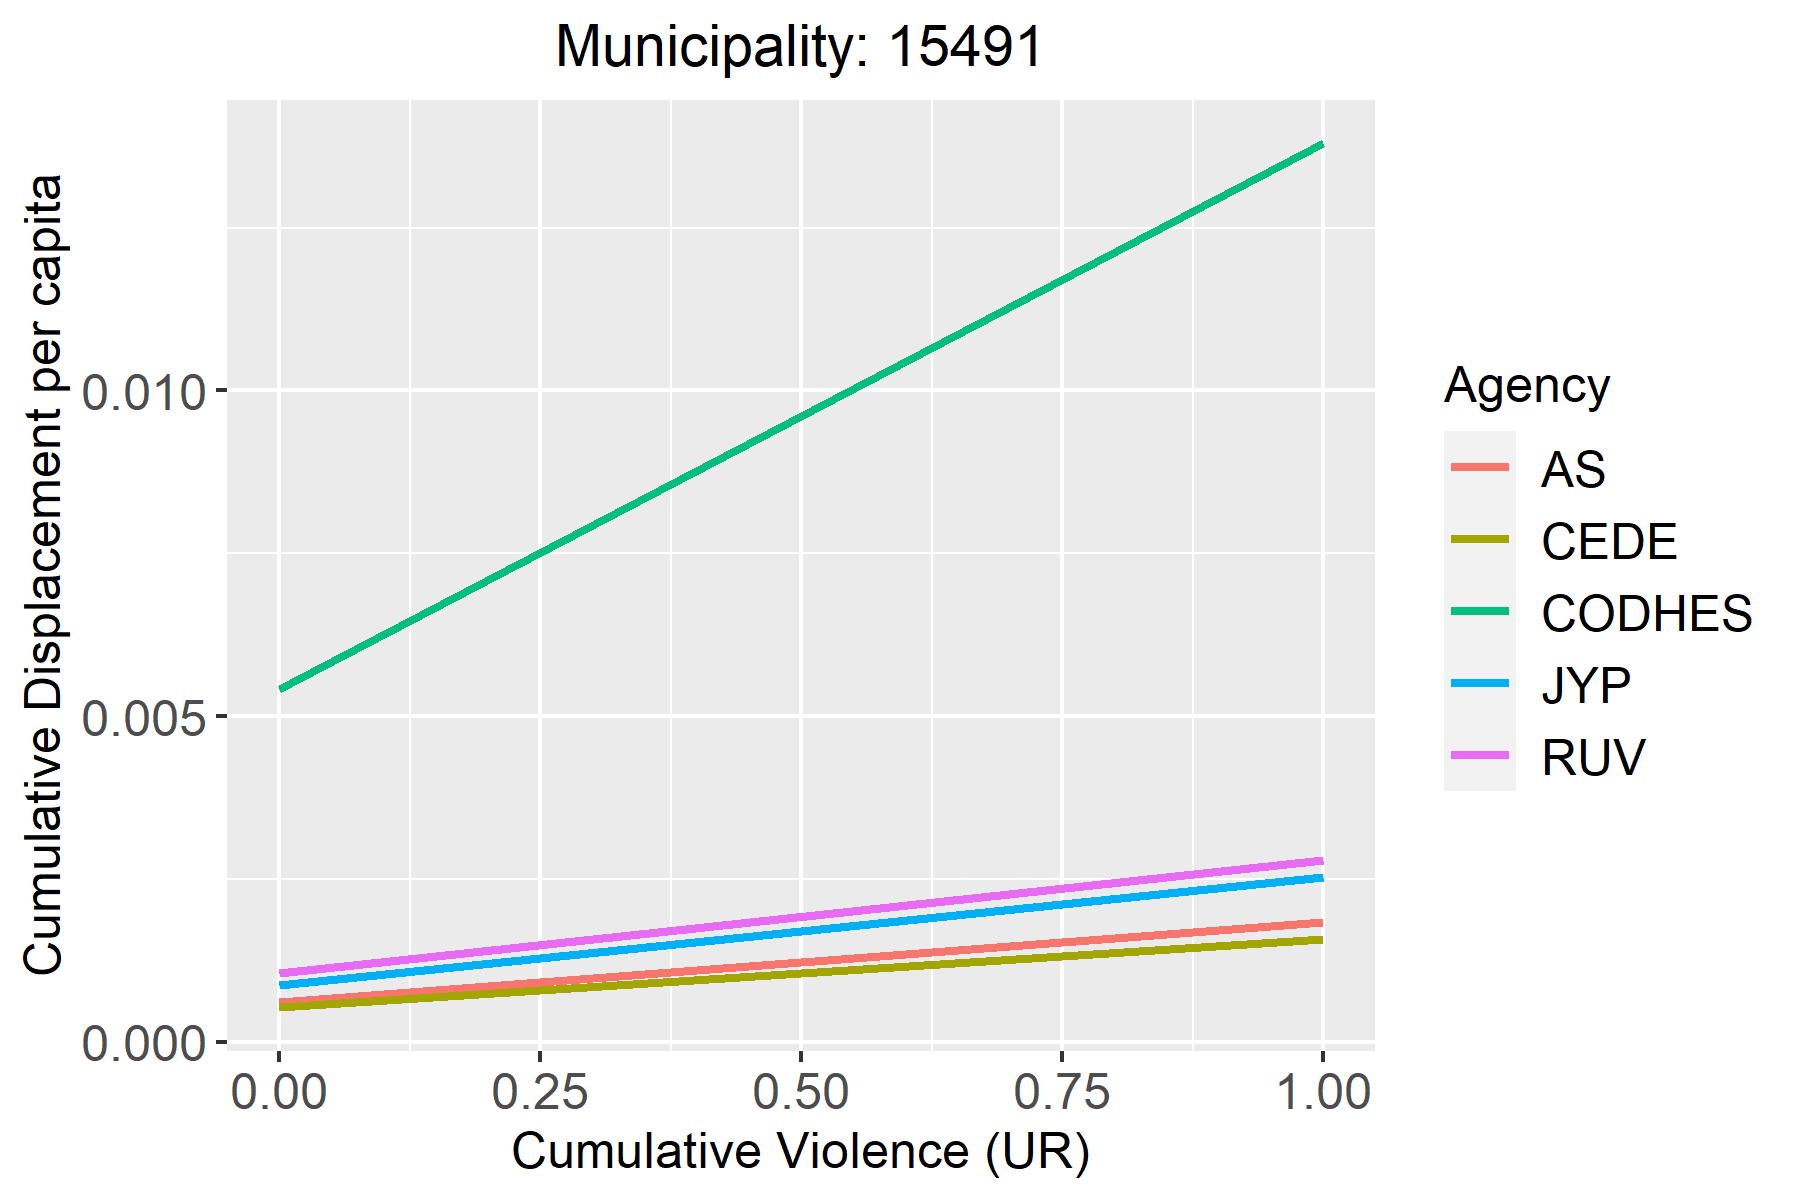 Municipality: 15491
Cumulative Displacement per capita
0.010
0.005
0.000
0.00 0.25 0.50 0.75 1.00
Cumulative Violence (UR)
Agency
AS
CEDE
CODHES
JYP
RUV